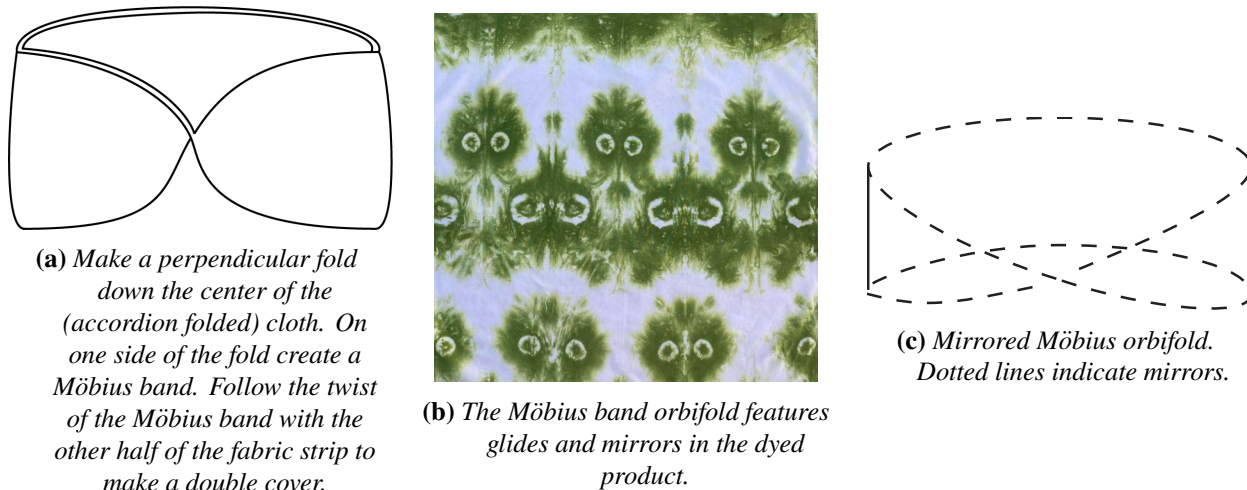 (a) Make a perpendicular fold
down the center of the
(accordion folded) cloth. On
one side of the fold create a
Möbius band. Follow the twist
of the Möbius band with the
other half of the fabric strip to
make a double cover.
(b) The Möbius band orbifold features
glides and mirrors in the dyed
product.
(c) Mirrored Möbius orbifold.
Dotted lines indicate mirrors.